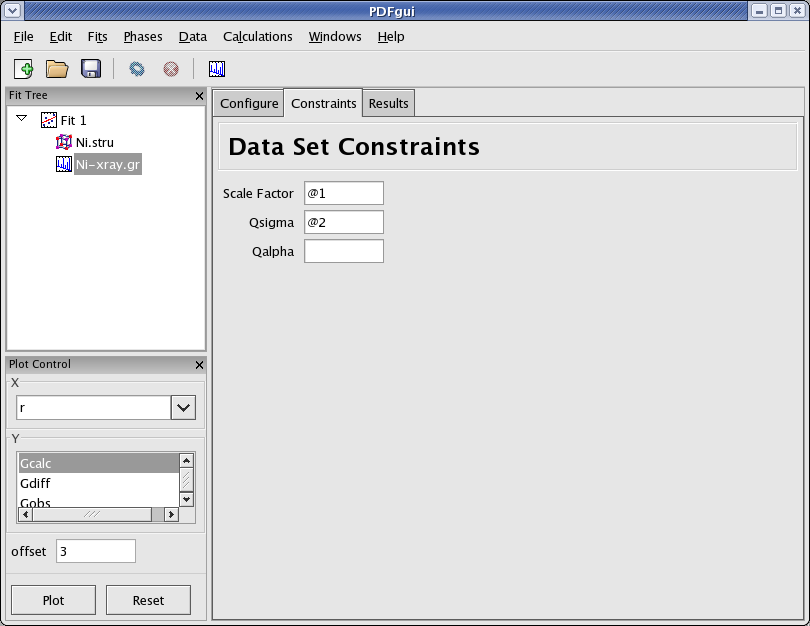 PDFgui
File Edit Fits Phases Data Calculations Windows Help
Fit Tree
Fit 1
Ni.stru
Ni-xray.gr
Plot Control
X
r
Y
Gcalc
Gdiff
Gobs
offset 3
Plot Reset
Configure Constraints Results
Data Set Constraints
Scale Factor @1
Qsigma @2
Qalpha